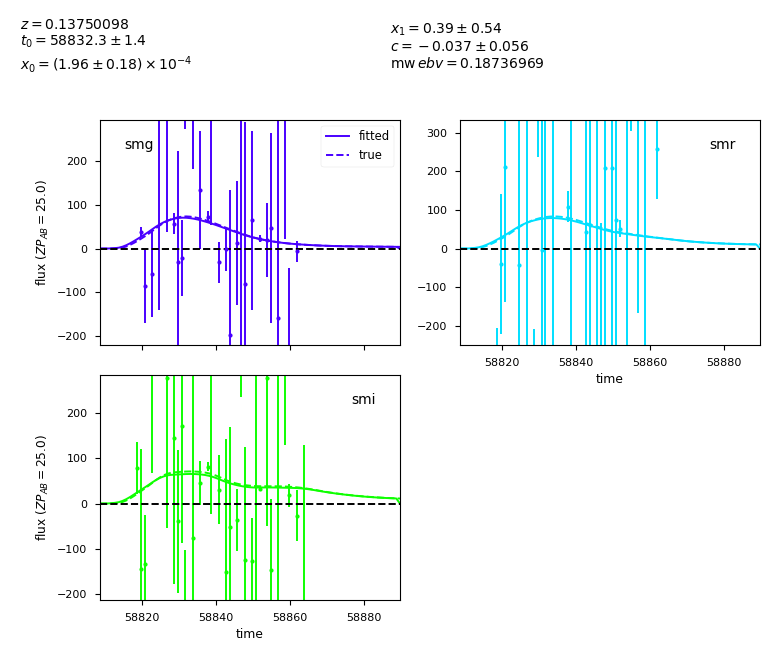 z = 0.13750098
t₀ = 58832.3 ± 1.4
x₀ = (1.96 ± 0.18) × 10⁻⁴
x₁ = 0.39 ± 0.54
c = −0.037 ± 0.056
mw ebv = 0.18736969
smg
fitted
true
200
100
0
−100
−200
flux (ZP_AB = 25.0)
smr
300
200
100
0
−100
−200
58820 58840 58860 58880
time
smi
200
100
0
−100
−200
flux (ZP_AB = 25.0)
58820 58840 58860 58880
time